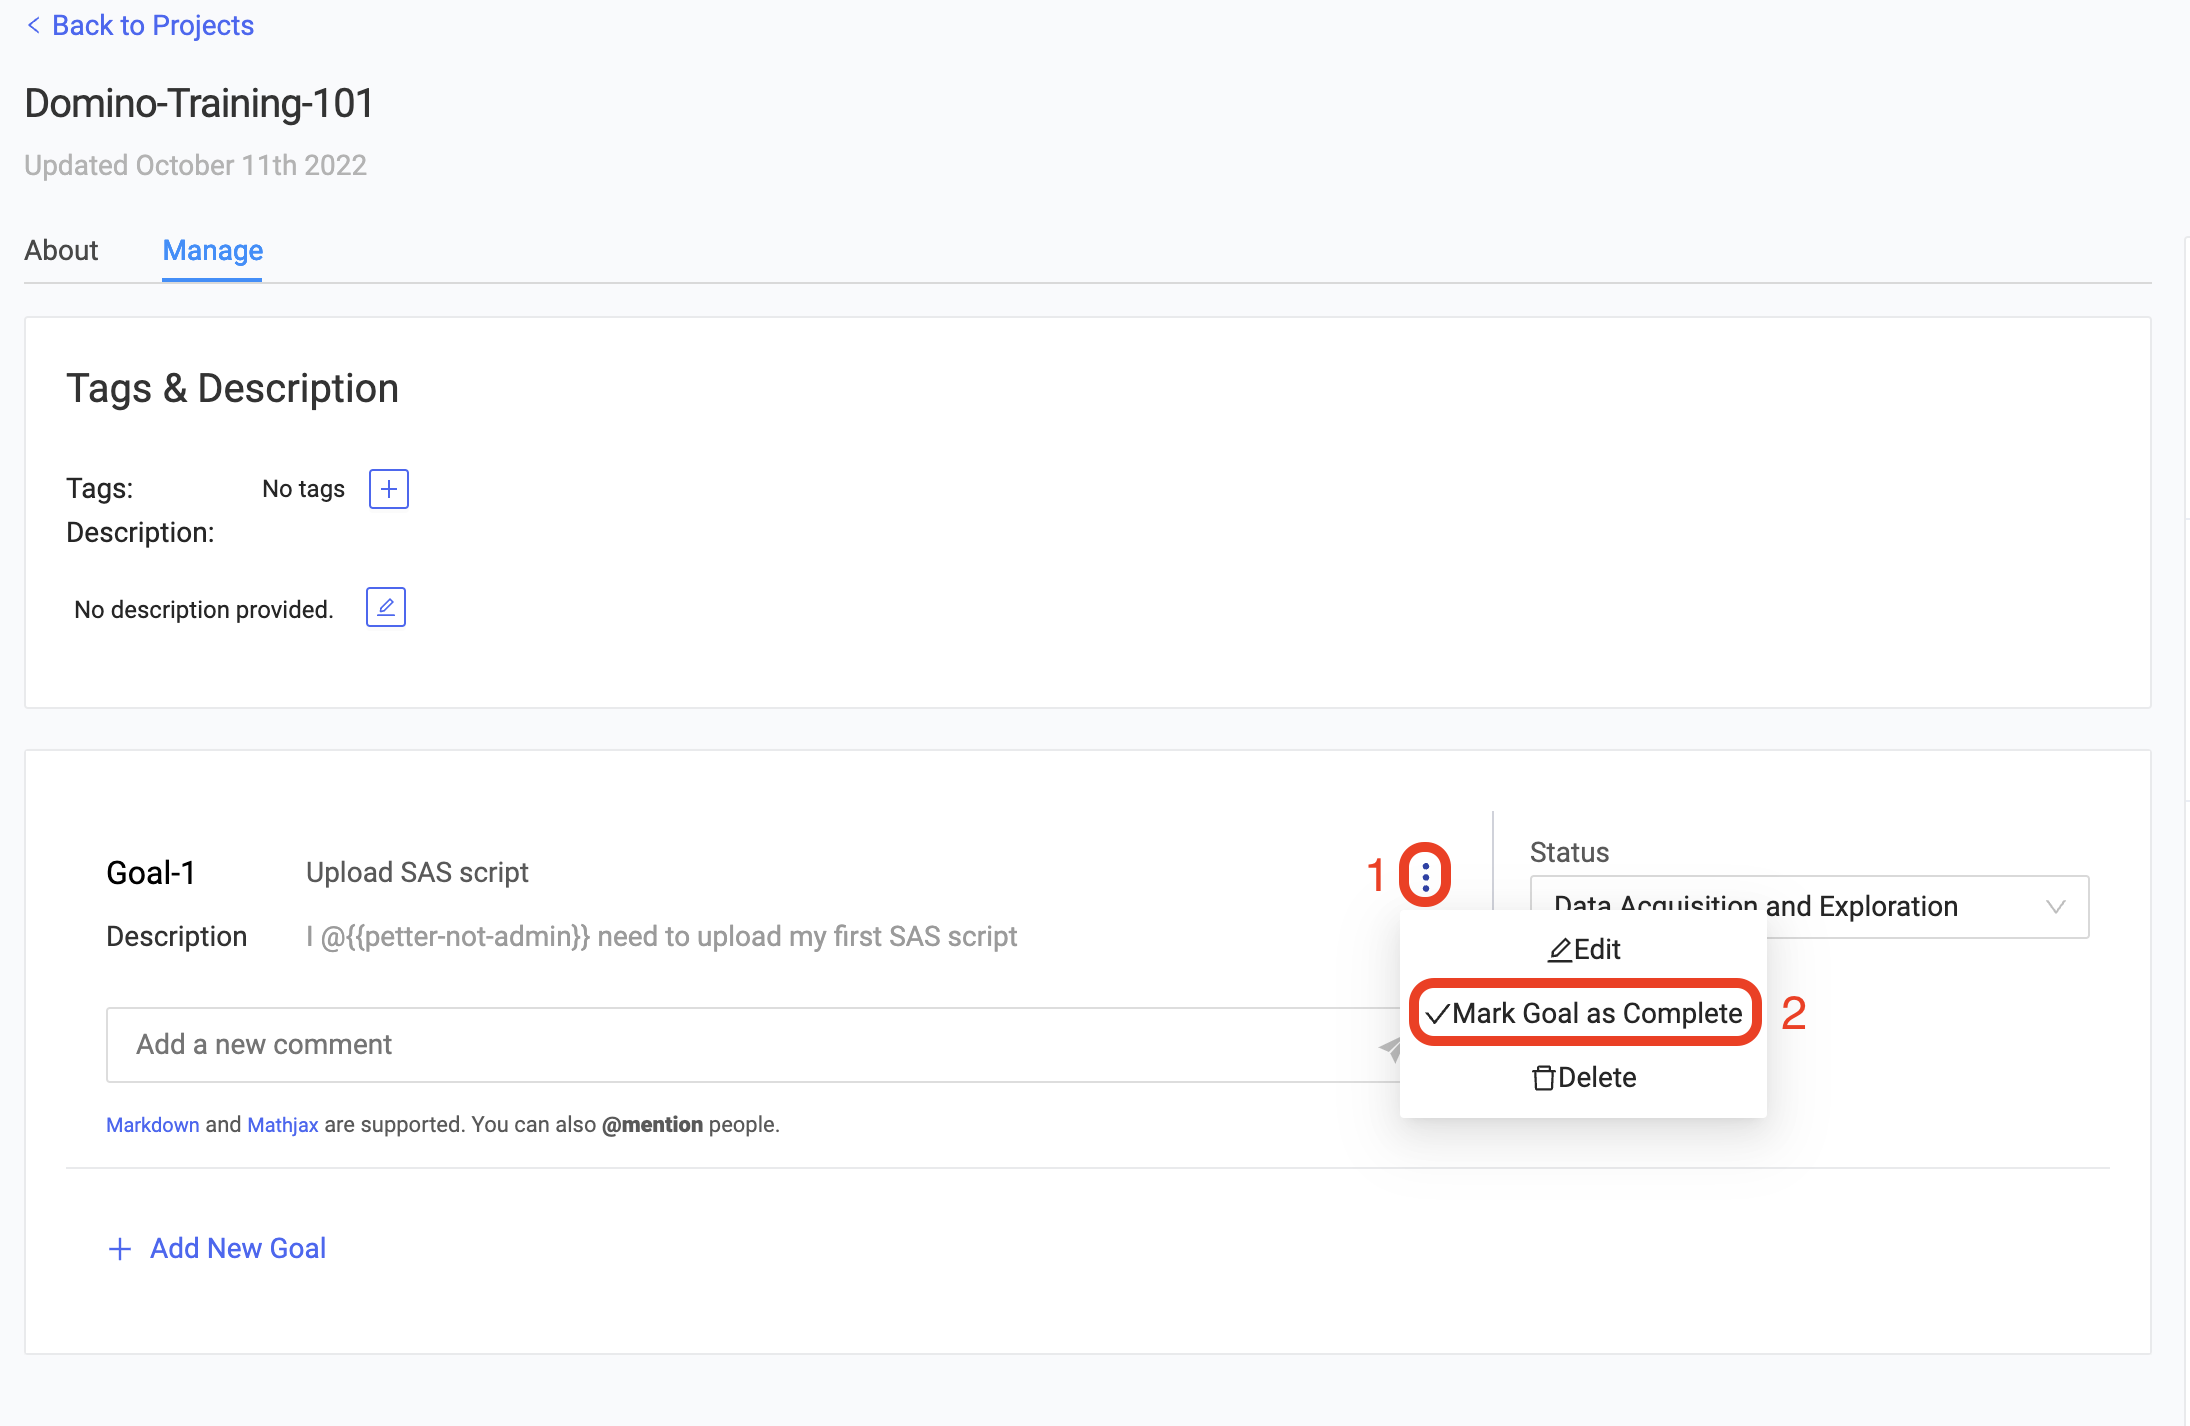 < Back to Projects
Domino-Training-101
Updated October 11th 2022
About Manage
Tags & Description
Tags: No tags +
Description:
No description provided.
Goal-1 Upload SAS script 1 Status
Data Acquisition and Exploration
Description I @{{petter-not-admin}} need to upload my first SAS script
Edit
Mark Goal as Complete 2
Add a new comment
Delete
Markdown and Mathjax are supported. You can also @mention people.
+ Add New Goal